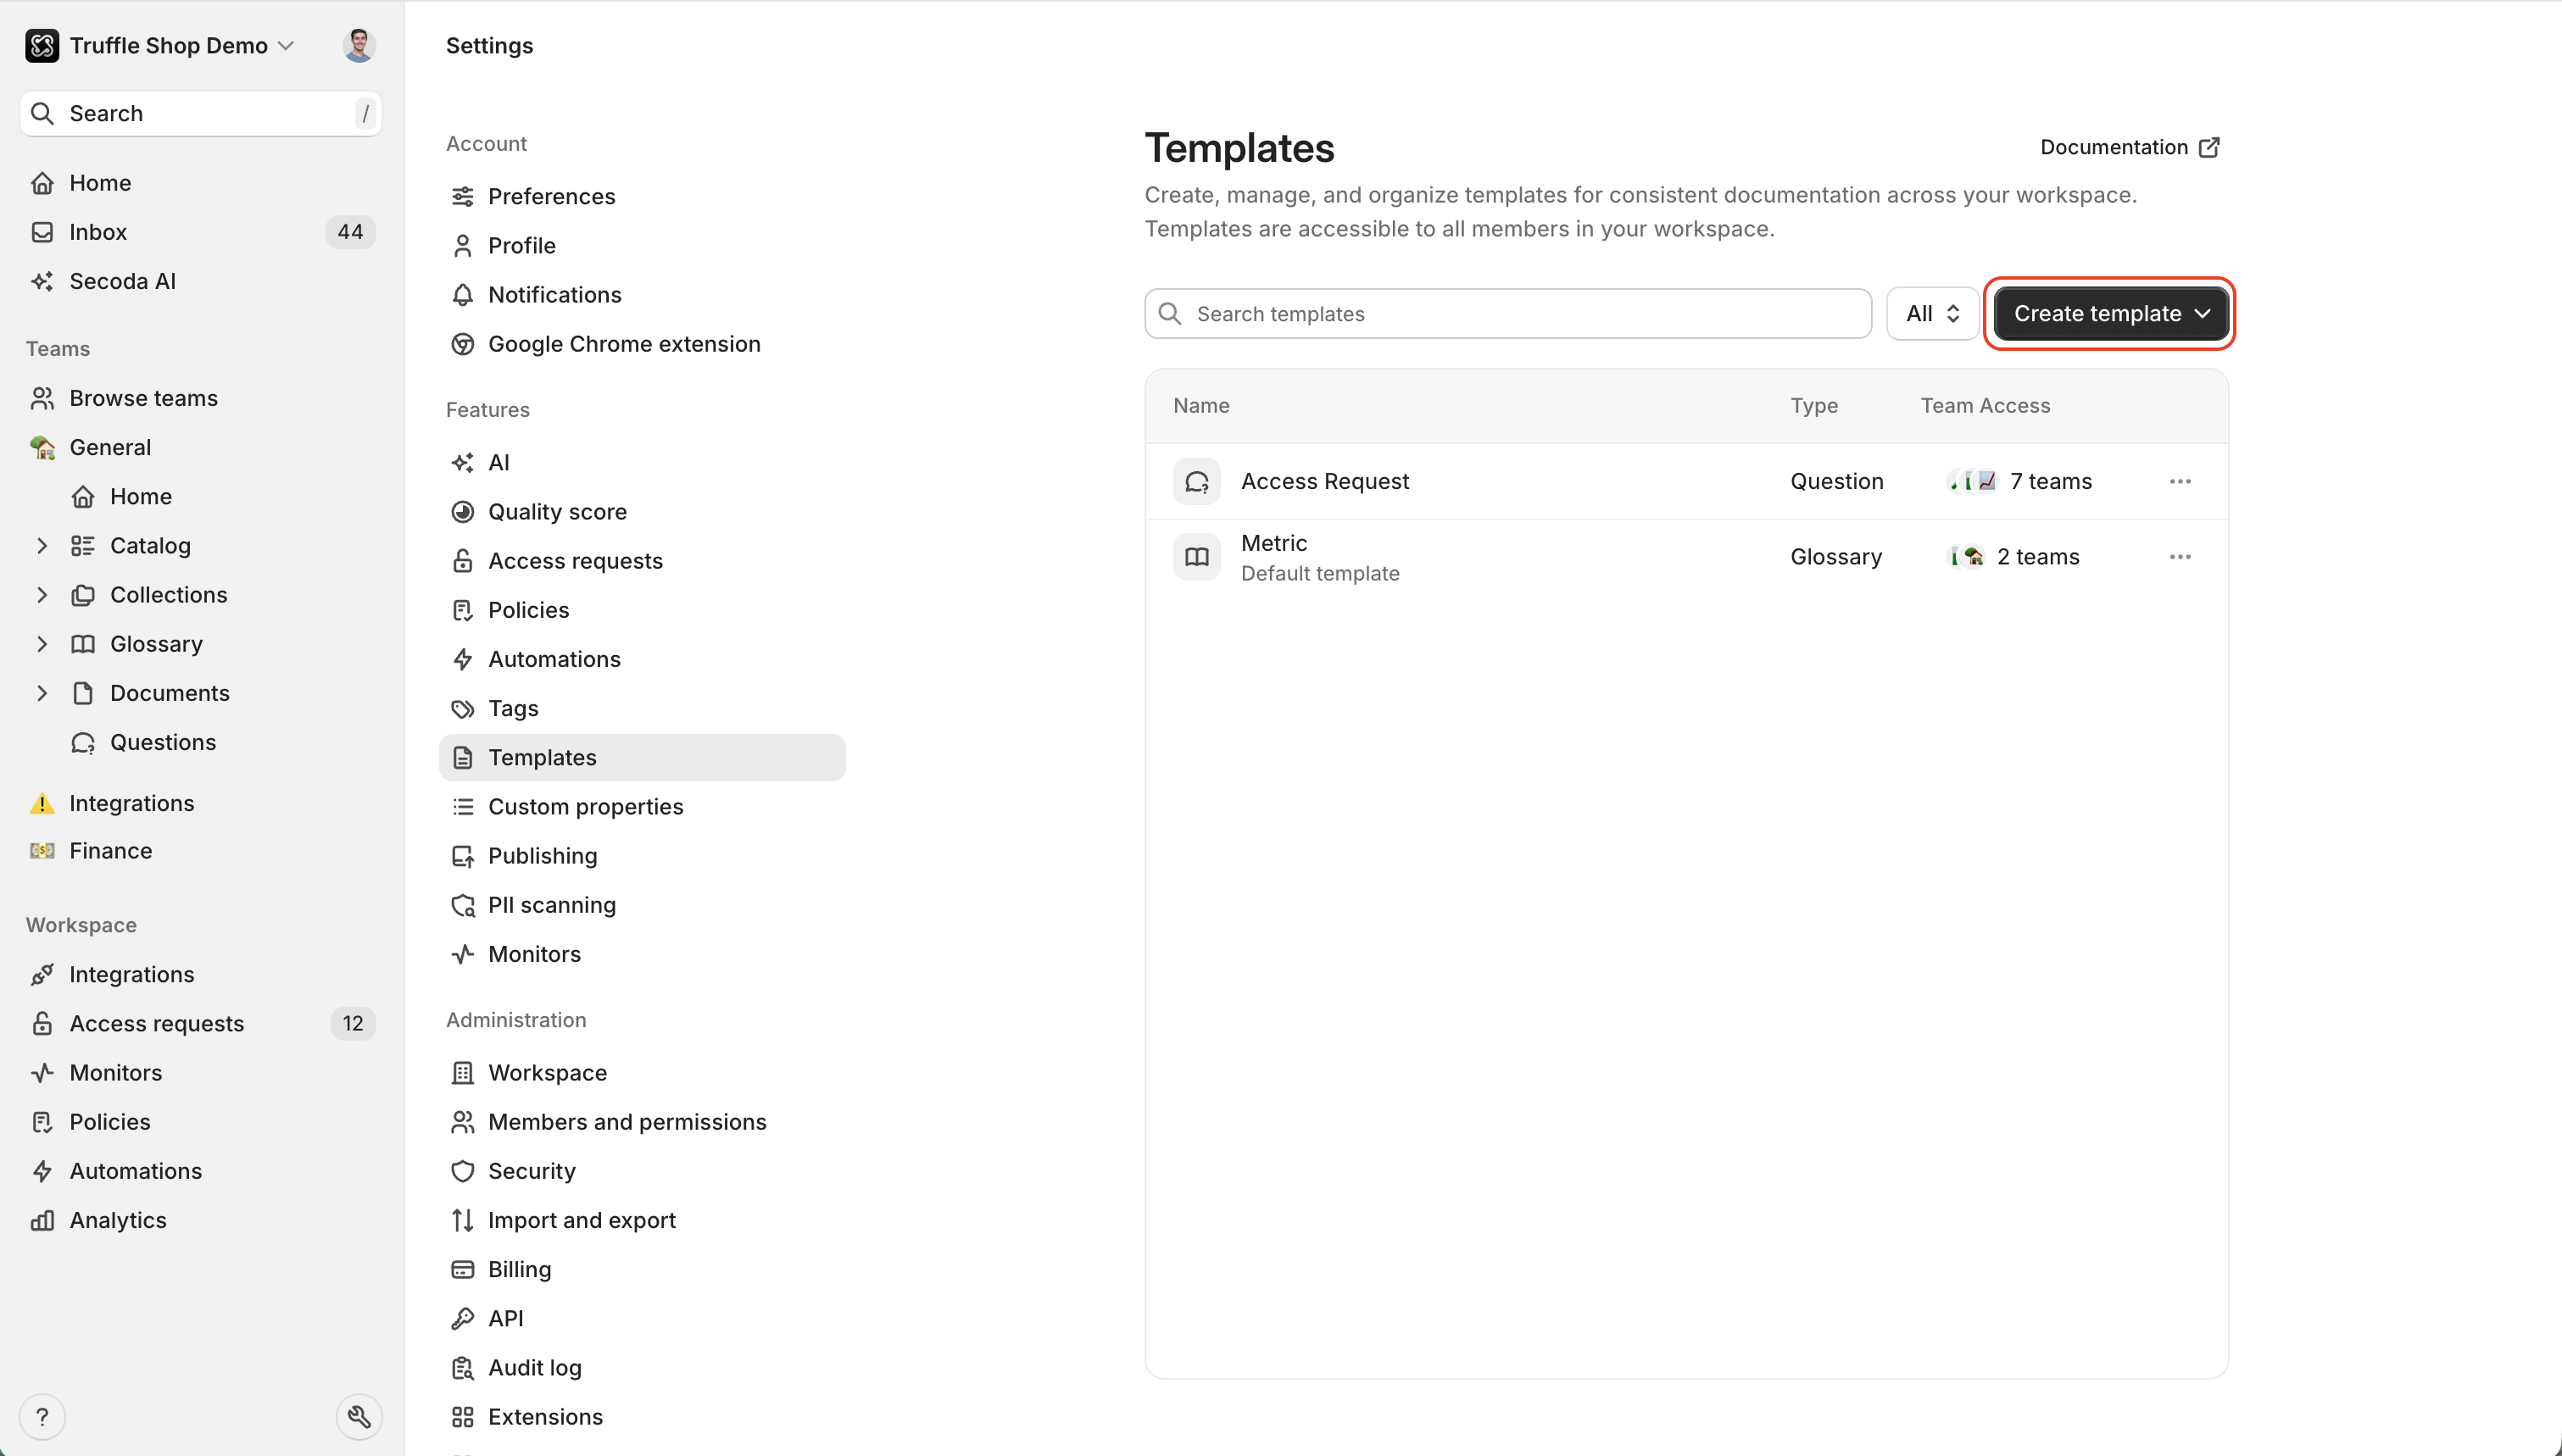 Truffle Shop Demo
Search
/
Home
Inbox
44
Secoda AI
Teams
Browse teams
General
Home
Catalog
Collections
Glossary
Documents
Questions
Integrations
Finance
Workspace
Integrations
Access requests
12
Monitors
Policies
Automations
Analytics
?
Settings
Account
Preferences
Profile
Notifications
Google Chrome extension
Features
AI
Quality score
Access requests
Policies
Automations
Tags
Templates
Custom properties
Publishing
PII scanning
Monitors
Administration
Workspace
Members and permissions
Security
Import and export
Billing
API
Audit log
Extensions
Templates
Documentation
Create, manage, and organize templates for consistent documentation across your workspace.
Templates are accessible to all members in your workspace.
Search templates
All
Create template
Name
Type
Team Access
Access Request
Question
7 teams
Metric
Default template
Glossary
2 teams